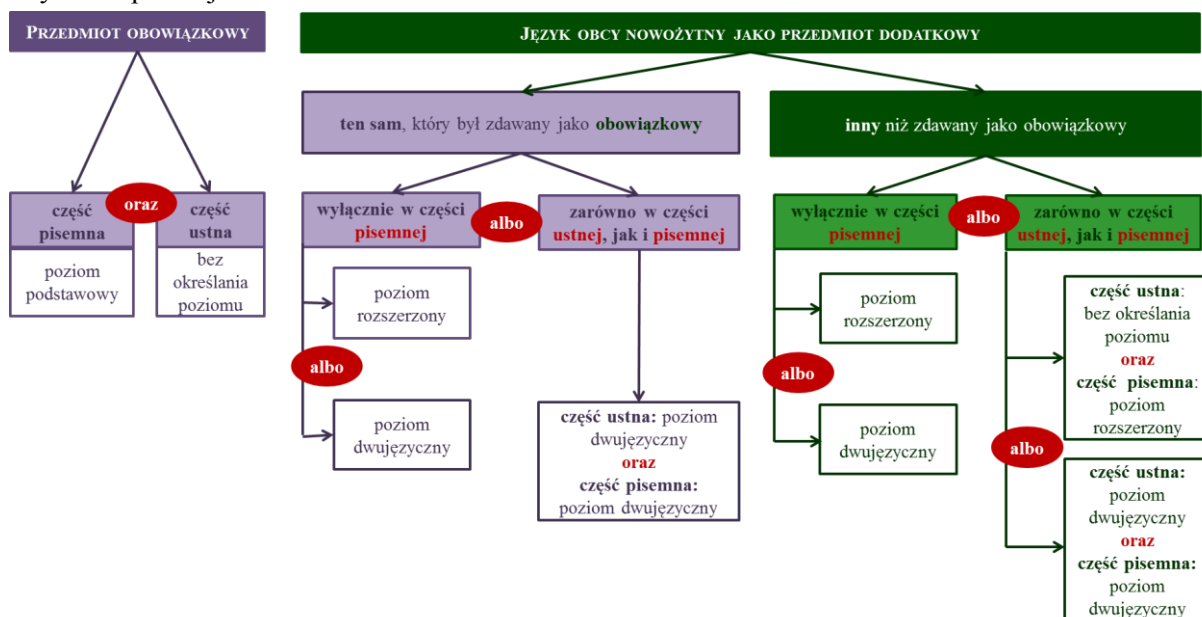 PRZEDMIOT OBOWIĄZKOWY
JĘZYK OBCY NOWOŻYTNY JAKO PRZEDMIOT DODATKOWY
ten sam, który był zdawany jako obowiązkowy
inny niż zdawany jako obowiązkowy
część
pisemna
oraz
część
ustna
poziom
podstawowy
bez
określania
poziomu
wyłącznie w części
pisemnej
albo
zarówno w części
ustnej, jak i pisemnej
poziom
rozszerzony
albo
poziom
dwujęzyczny
część ustna: poziom
dwujęzyczny
oraz
część pisemna:
poziom dwujęzyczny
wyłącznie w części
pisemnej
albo
zarówno w części
ustnej, jak i pisemnej
poziom
rozszerzony
albo
poziom
dwujęzyczny
część ustna:
bez określania
poziomu
oraz
część pisemna:
poziom
rozszerzony
albo
część ustna:
poziom
dwujęzyczny
oraz
część pisemna:
poziom
dwujęzyczny